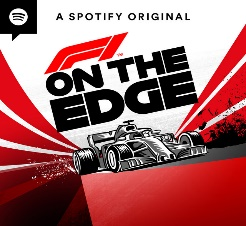 A SPOTIFY ORIGINAL
F1
ON THE
EDGE